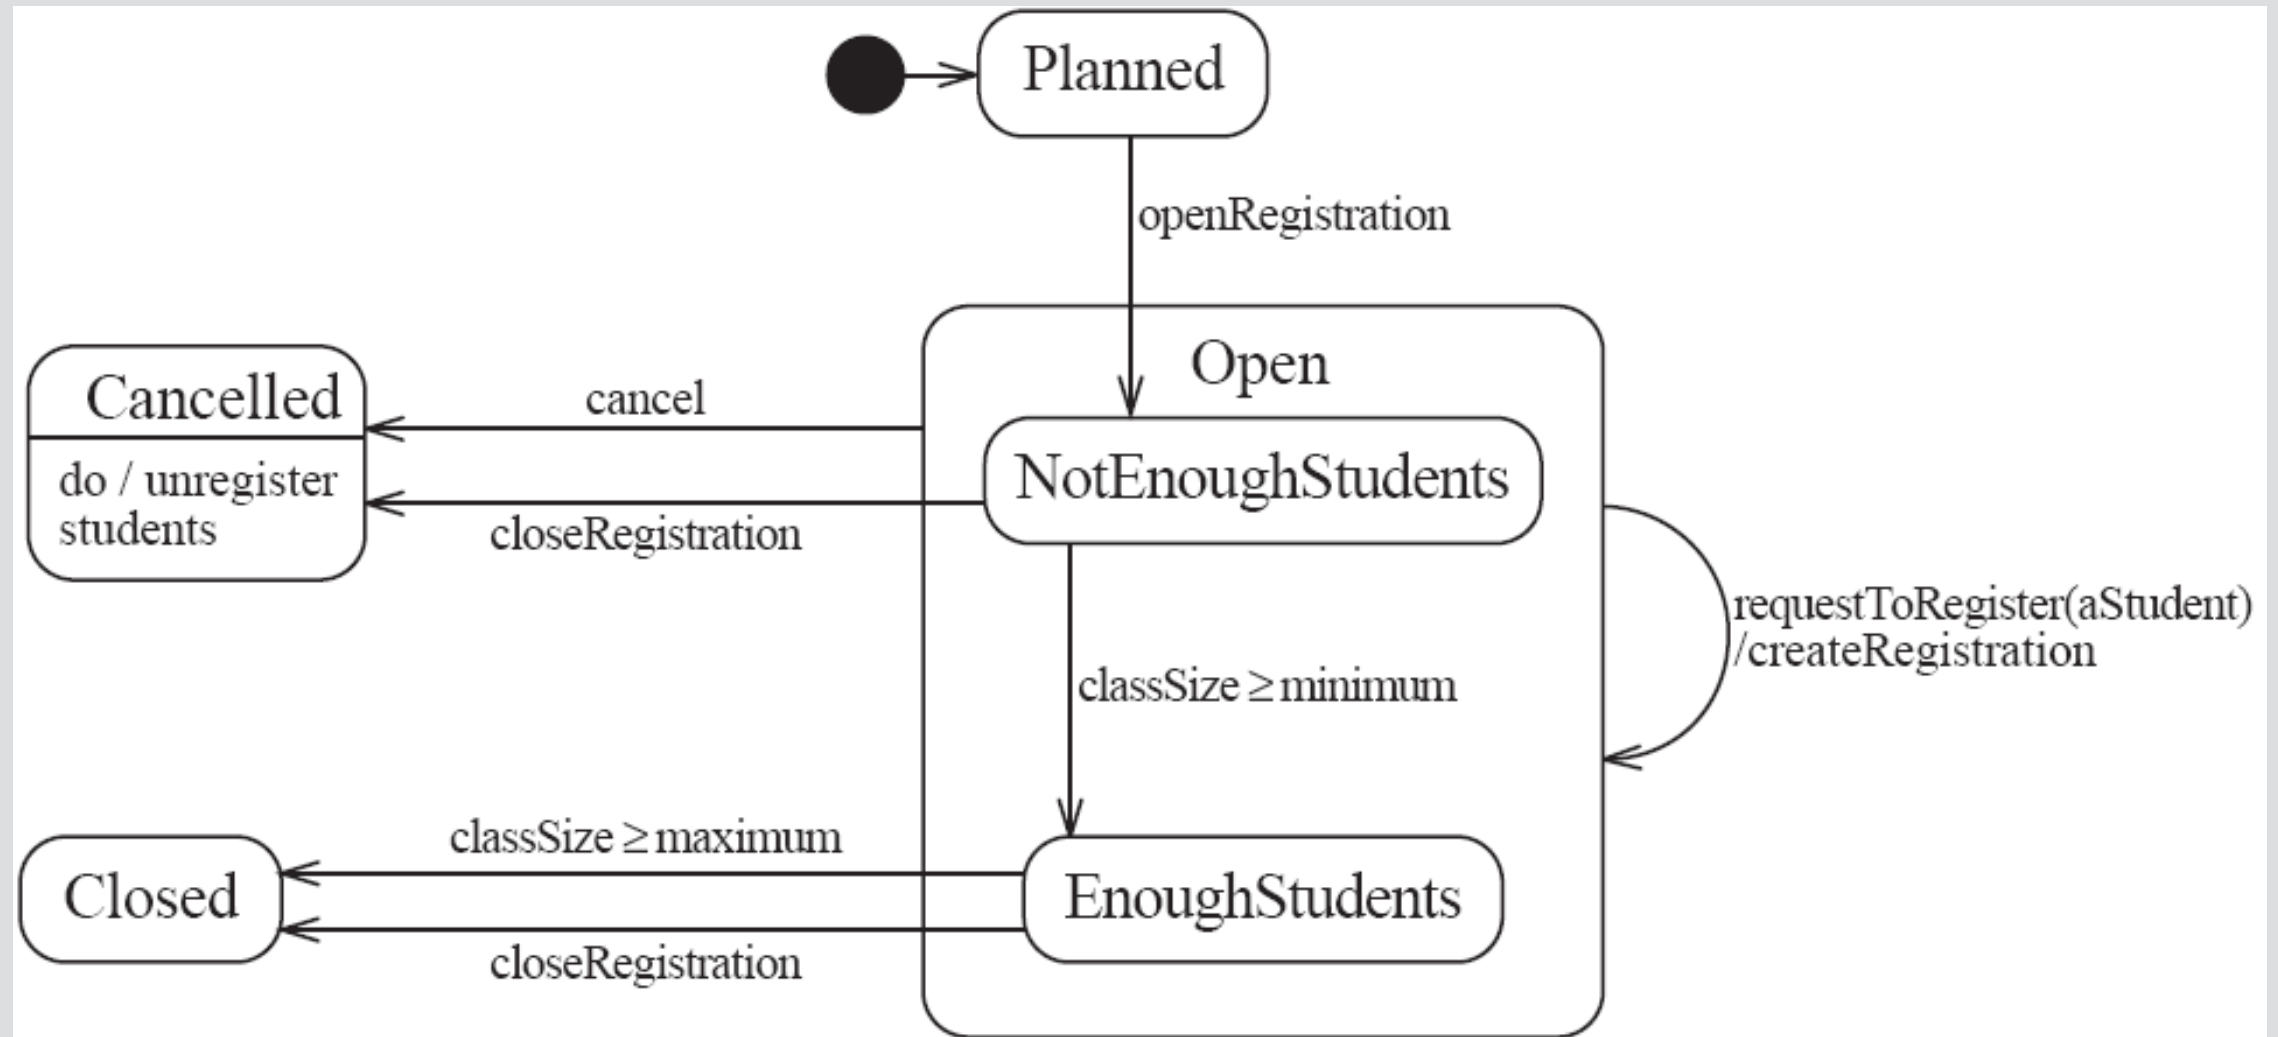 Planned
openRegistration
Open
Cancelled
cancel
do / unregister
students
NotEnoughStudents
closeRegistration
requestToRegister(aStudent)
/createRegistration
classSize ≥ minimum
classSize ≥ maximum
Closed
EnoughStudents
closeRegistration